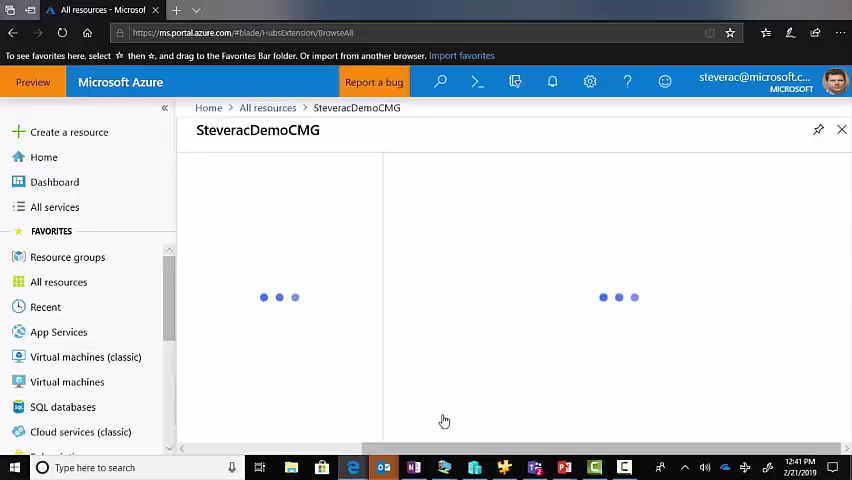 All resources - Microsof
https://ms.portal.azure.com/#blade/HubsExtension/BrowseAll
To see favorites here, select then, and drag to the Favorites Bar folder. Or import from another browser. Import favorites
Preview
Microsoft Azure
Report a bug
steverac@microsoft.c...
MICROSOFT
Home > All resources > SteveracDemoCMG
SteveracDemoCMG
Create a resource
Home
Dashboard
All services
FAVORITES
Resource groups
All resources
Recent
App Services
Virtual machines (classic)
Virtual machines
SQL databases
Cloud services (classic)
Type here to search
12:41 PM
2/21/2019